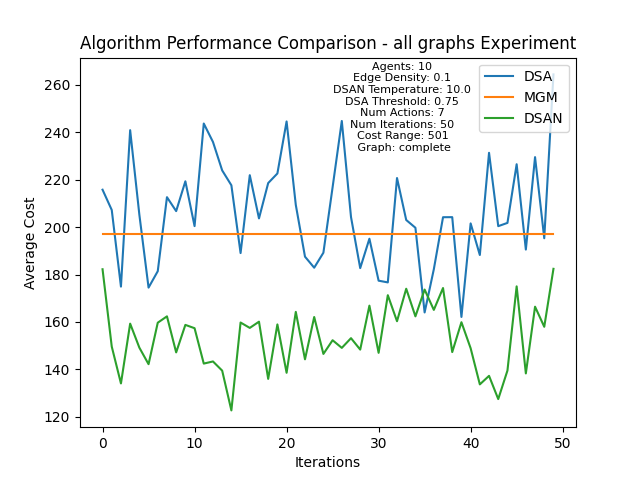 Algorithm Performance Comparison - all graphs Experiment
Agents: 10
Edge Density: 0.1
DSAN Temperature: 10.0
DSA Threshold: 0.75
Num Actions: 7
Num Iterations: 50
Cost Range: 501
Graph: complete
DSA
MGM
DSAN
Average Cost
260
240
220
200
180
160
140
120
0
10
20
30
40
50
Iterations